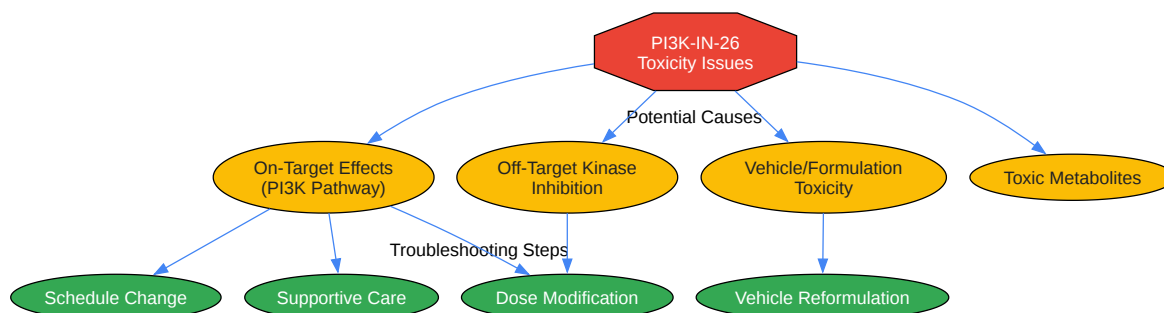 PI3K-IN-26
Toxicity Issues
Potential Causes
On-Target Effects
(PI3K Pathway)
Off-Target Kinase
Inhibition
Vehicle/Formulation
Toxicity
Toxic Metabolites
Troubleshooting Steps
Schedule Change
Supportive Care
Dose Modification
Vehicle Reformulation